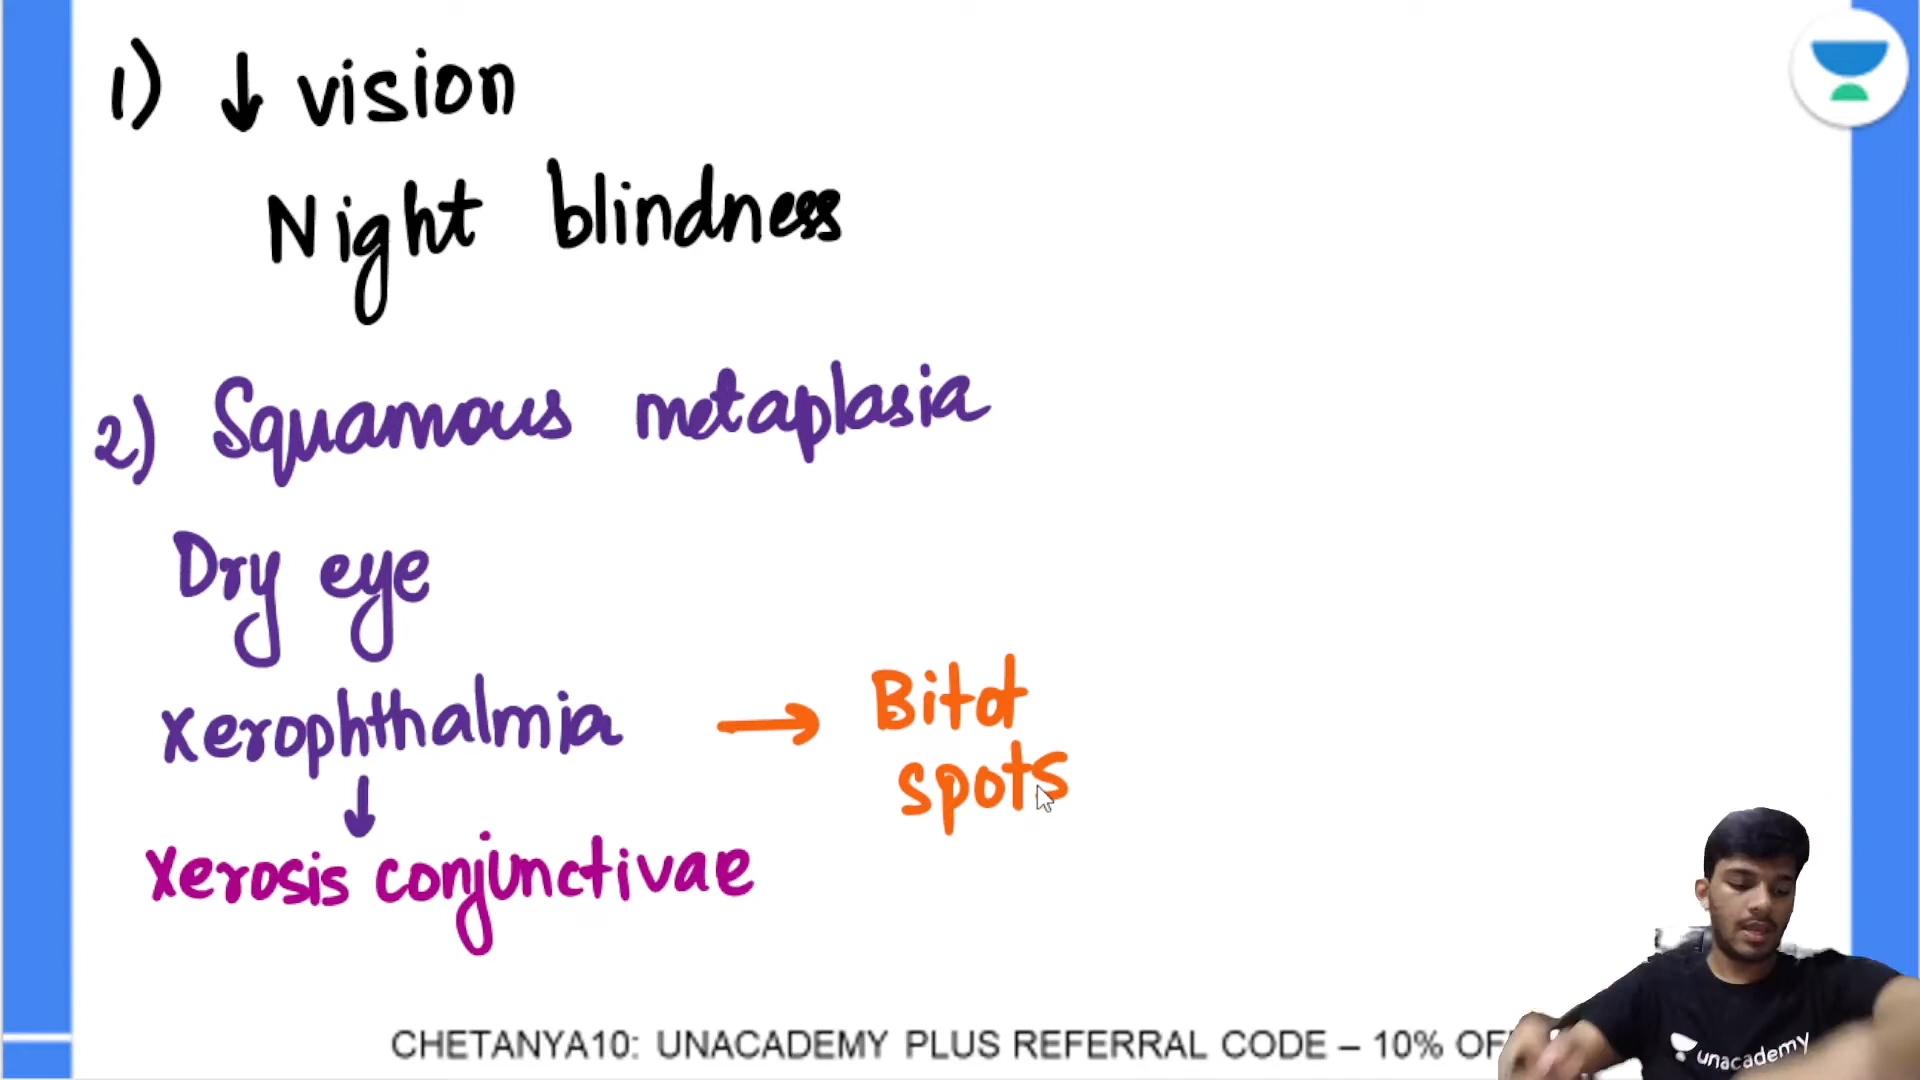 1) ↓ vision
Night blindness
2) Squamous metaplasia
Dry eye
Xerophthalmia → Bitot
spots
↓
Xerosis conjunctivae
CHETANYA10: UNACADEMY PLUS REFERRAL CODE – 10% OF
unacademy